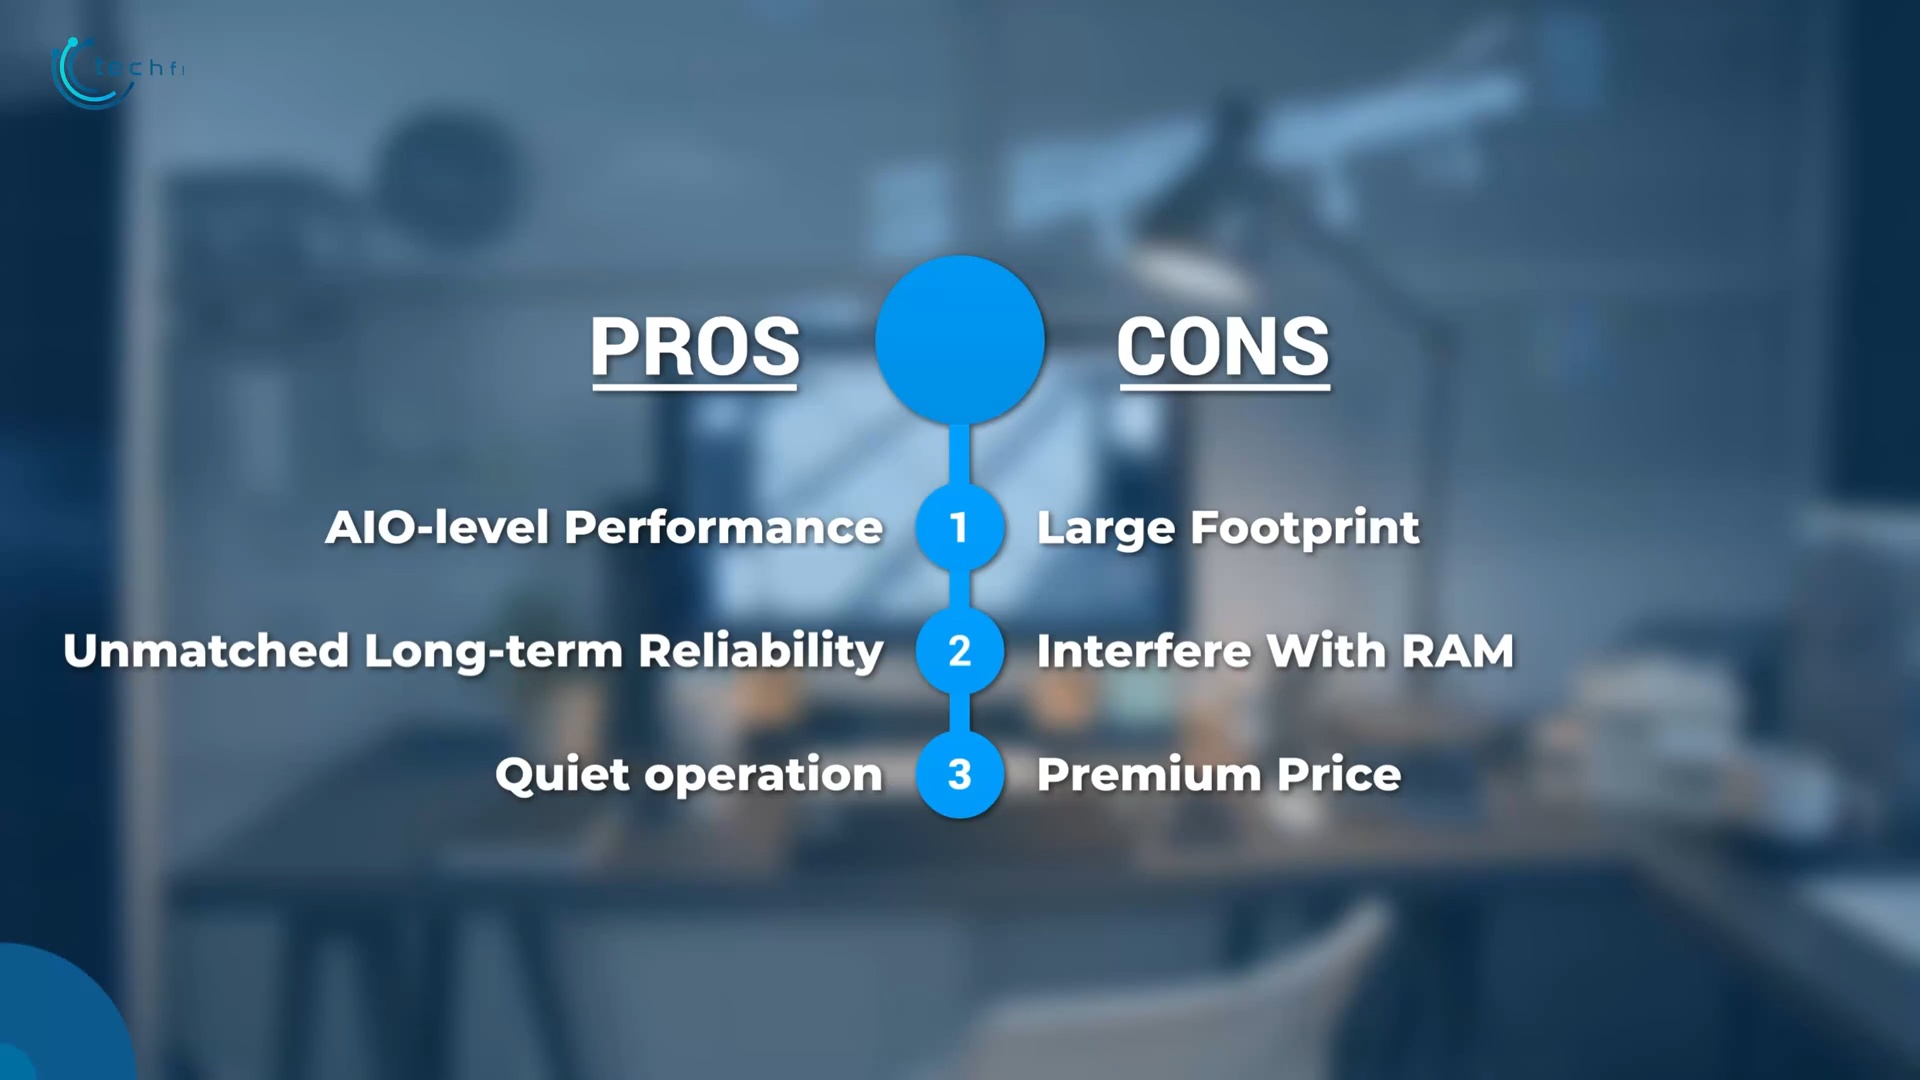 techfi
PROS
CONS
AIO-level Performance
1
Large Footprint
Unmatched Long-term Reliability
2
Interfere With RAM
Quiet operation
3
Premium Price